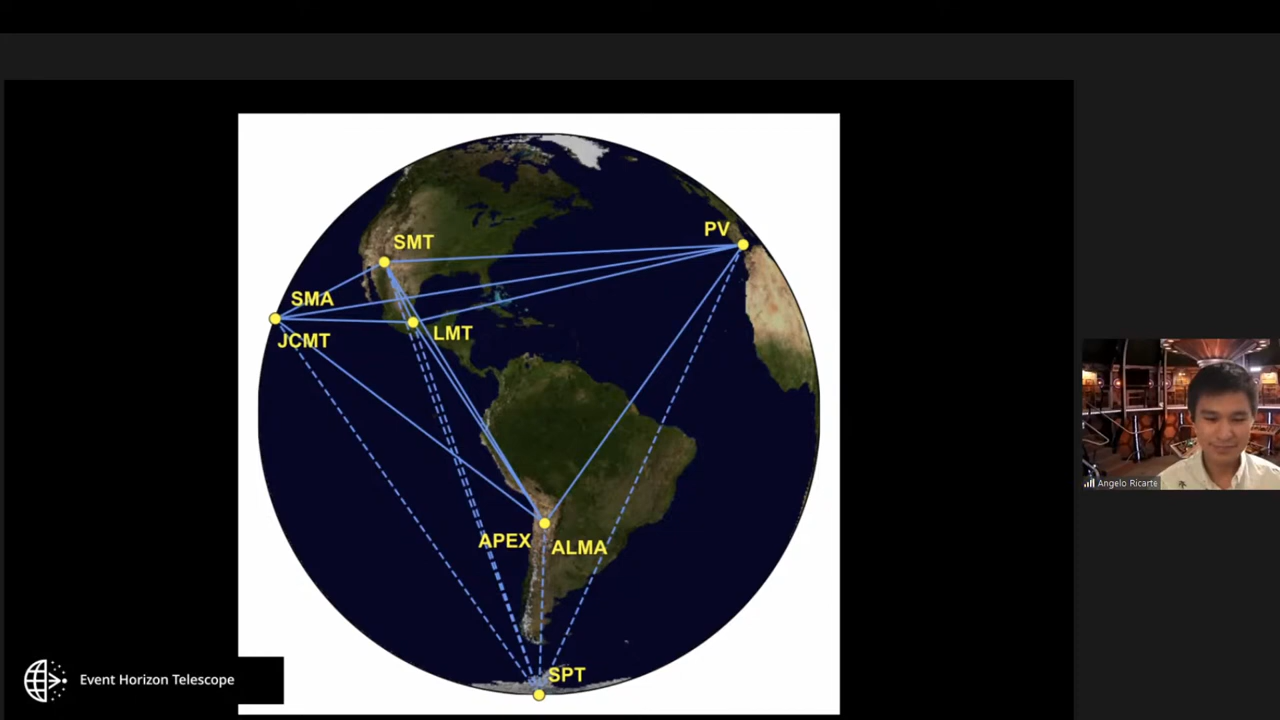 PV
SMT
SMA
JCMT
LMT
APEX
ALMA
SPT
Event Horizon Telescope
Angelo Ricarte